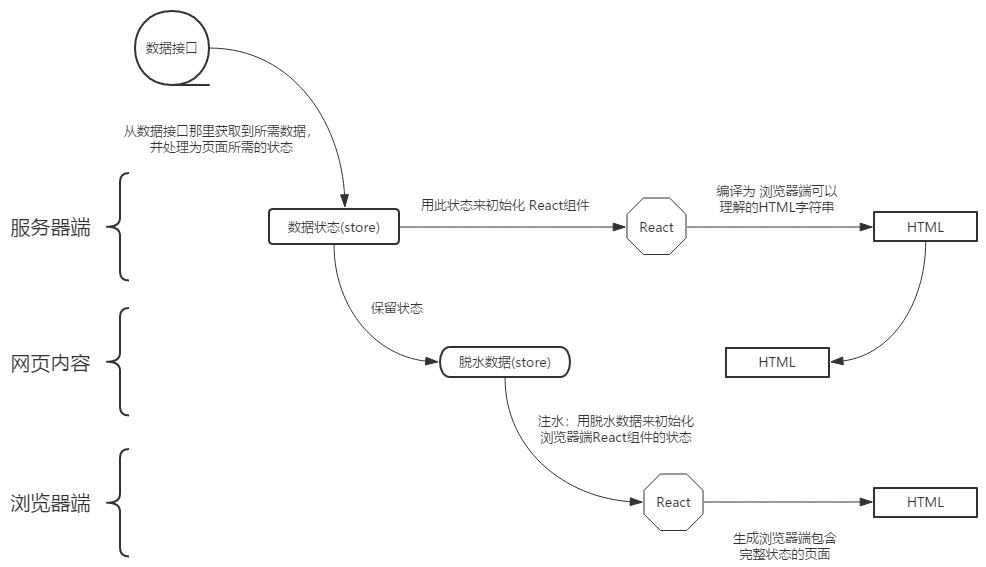 数据接口
从数据接口那里获取到所需数据，
并处理为页面所需的状态
服务器端
数据状态(store)
用此状态来初始化 React组件
React
编译为 浏览器端可以
理解的HTML字符串
HTML
保留状态
网页内容
脱水数据(store)
HTML
注水：用脱水数据来初始化
浏览器端React组件的状态
浏览器端
React
HTML
生成浏览器端包含
完整状态的页面